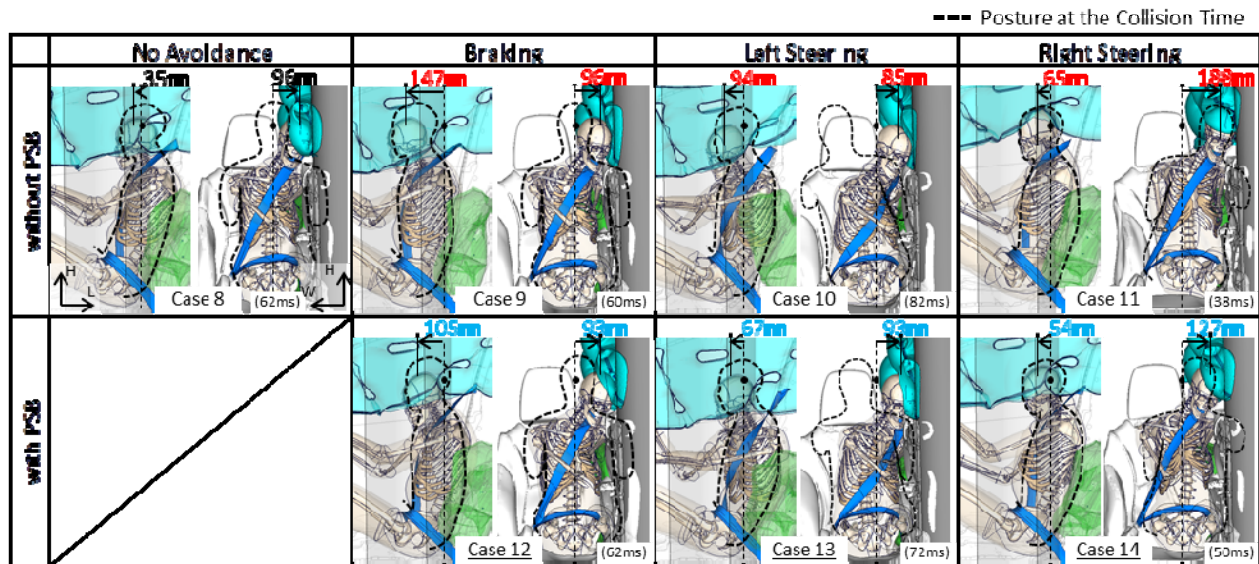 Posture at the Collision Time
No Avoidance
Braking
Left Steering
Right Steering
without PSB
35mm
96mm
147mm
96mm
94mm
85mm
65mm
188mm
H
L
H
W
Case 8
(62ms)
Case 9
(60ms)
Case 10
(82ms)
Case 11
(38ms)
with PSB
105mm
93mm
67mm
93mm
54mm
127mm
Case 12
(62ms)
Case 13
(72ms)
Case 14
(50ms)